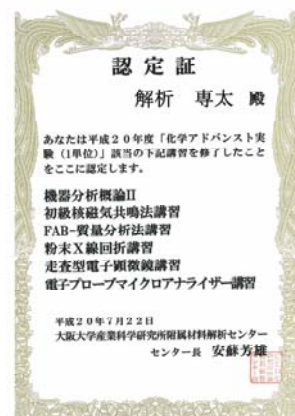 認定証
解析 専太 殿
あなたは平成20年度「化学アドバンスト実
験(1単位)」該当の下記講習を修了したこと
をここに認定します。
機器分析概論II
初級核磁気共鳴法講習
FAB-質量分析法講習
粉末X線回折講習
走査型電子顕微鏡講習
電子プローブマイクロアナライザー講習
平成20年7月22日
大阪大学産業科学研究所附属材料解析センター
センター長 安蘇芳雄